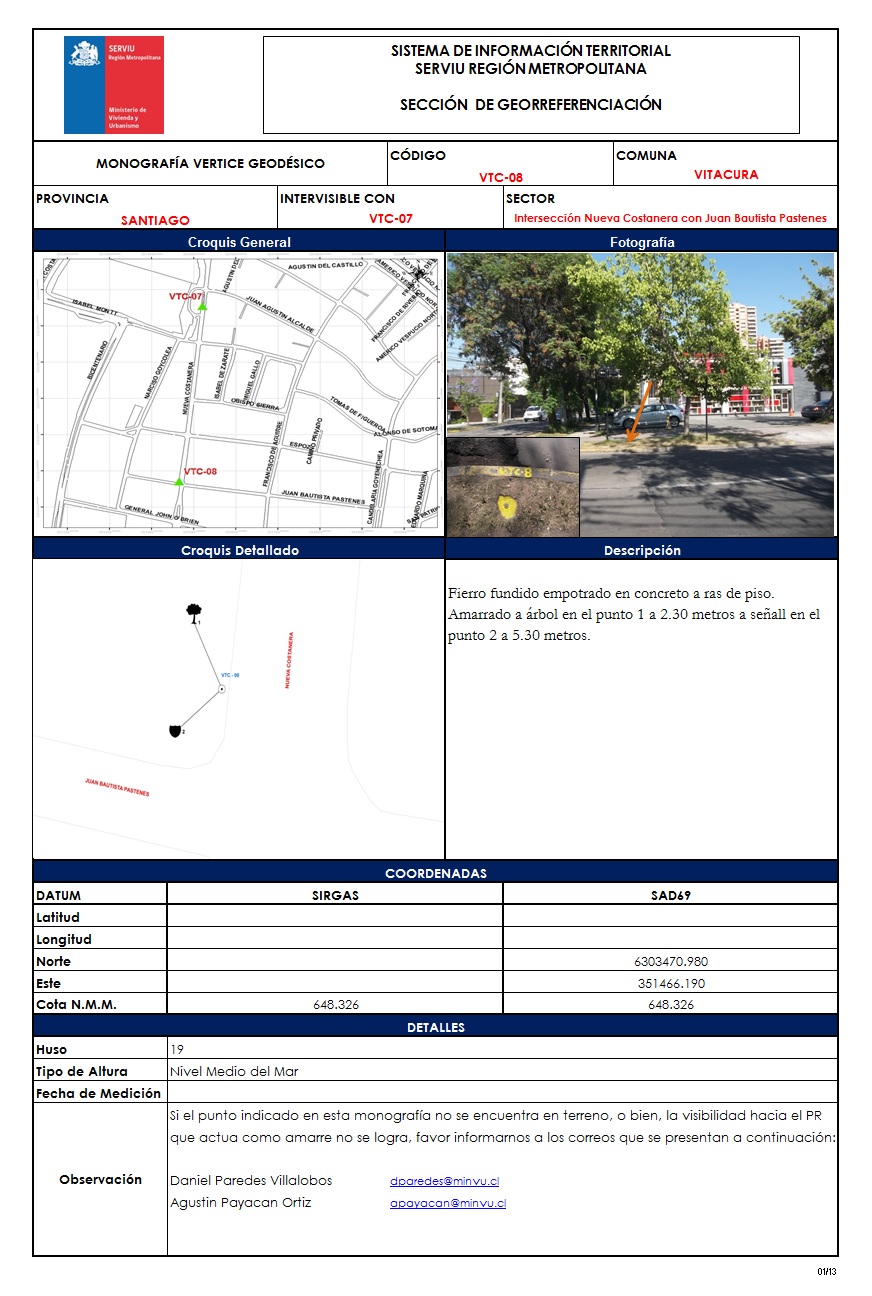 SERVIU
Región Metropolitana
Ministerio de
Vivienda y
Urbanismo
SISTEMA DE INFORMACIÓN TERRITORIAL
SERVIU REGIÓN METROPOLITANA
SECCIÓN DE GEORREFERENCIACIÓN
MONOGRAFÍA VERTICE GEODÉSICO
CÓDIGO
VTC-08
COMUNA
VITACURA
PROVINCIA
SANTIAGO
INTERVISIBLE CON
VTC-07
SECTOR
Intersección Nueva Costanera con Juan Bautista Pastenes
Croquis General
Fotografía
AGUSTIN DEL CASTILLO
VTC-07
ISABEL MONTT
JUAN AGUSTIN ALCALDE
BICENTENARIO
NARCISO GOYCOLEA
NUEVA COSTANERA
ISABEL DE ZARATE
MIGUEL GALLO
OBISPO SIERRA
FRANCISCO DE RIVERA
AMERICO VESPUCIO NORTE
TOMAS DE FIGUEROA
ALONSO DE SOTOMA
FRANCISCO DE AGUIRRE
ESPOZ
CAMINO PRIVATO
VTC-08
JUAN BAUTISTA PASTENES
CANDELARIA GOYENECHEA
EDUARDO MARQUINA
GENERAL JOHN O'BRIEN
VTC-8
Croquis Detallado
Descripción
1
VTC - 08
NUEVA COSTANERA
2
JUAN BAUTISTA PASTENES
Fierro fundido empotrado en concreto a ras de piso.
Amarrado a árbol en el punto 1 a 2.30 metros a señall en el
punto 2 a 5.30 metros.
COORDENADAS
DATUM SIRGAS SAD69
Latitud
Longitud
Norte 6303470.980
Este 351466.190
Cota N.M.M. 648.326 648.326
DETALLES
Huso 19
Tipo de Altura Nivel Medio del Mar
Fecha de Medición
Observación
Si el punto indicado en esta monografía no se encuentra en terreno, o bien, la visibilidad hacia el PR
que actua como amarre no se logra, favor informarnos a los correos que se presentan a continuación:
Daniel Paredes Villalobos dparedes@minvu.cl
Agustin Payacan Ortiz apayacan@minvu.cl
01/13